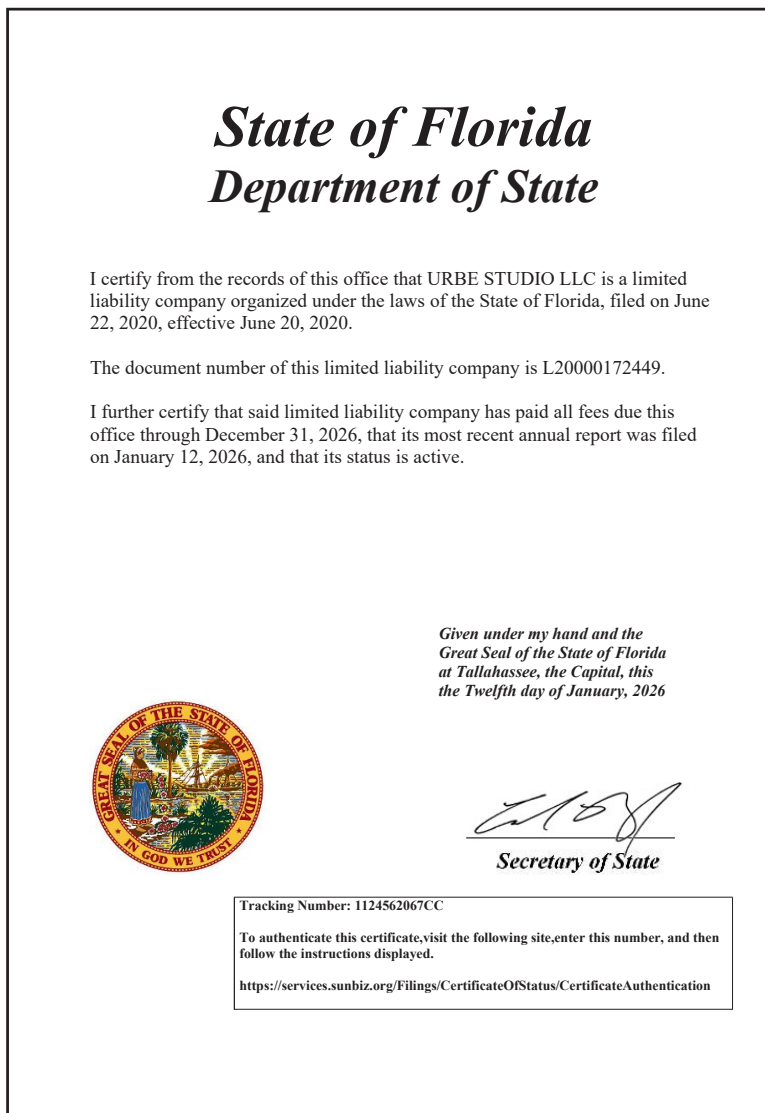 State of Florida
Department of State
I certify from the records of this office that URBE STUDIO LLC is a limited
liability company organized under the laws of the State of Florida, filed on June
22, 2020, effective June 20, 2020.
The document number of this limited liability company is L20000172449.
I further certify that said limited liability company has paid all fees due this
office through December 31, 2026, that its most recent annual report was filed
on January 12, 2026, and that its status is active.
Given under my hand and the
Great Seal of the State of Florida
at Tallahassee, the Capital, this
the Twelfth day of January, 2026
GREAT SEAL OF THE STATE OF FLORIDA
IN GOD WE TRUST
Secretary of State
Tracking Number: 1124562067CC
To authenticate this certificate,visit the following site,enter this number, and then
follow the instructions displayed.
https://services.sunbiz.org/Filings/CertificateOfStatus/CertificateAuthentication